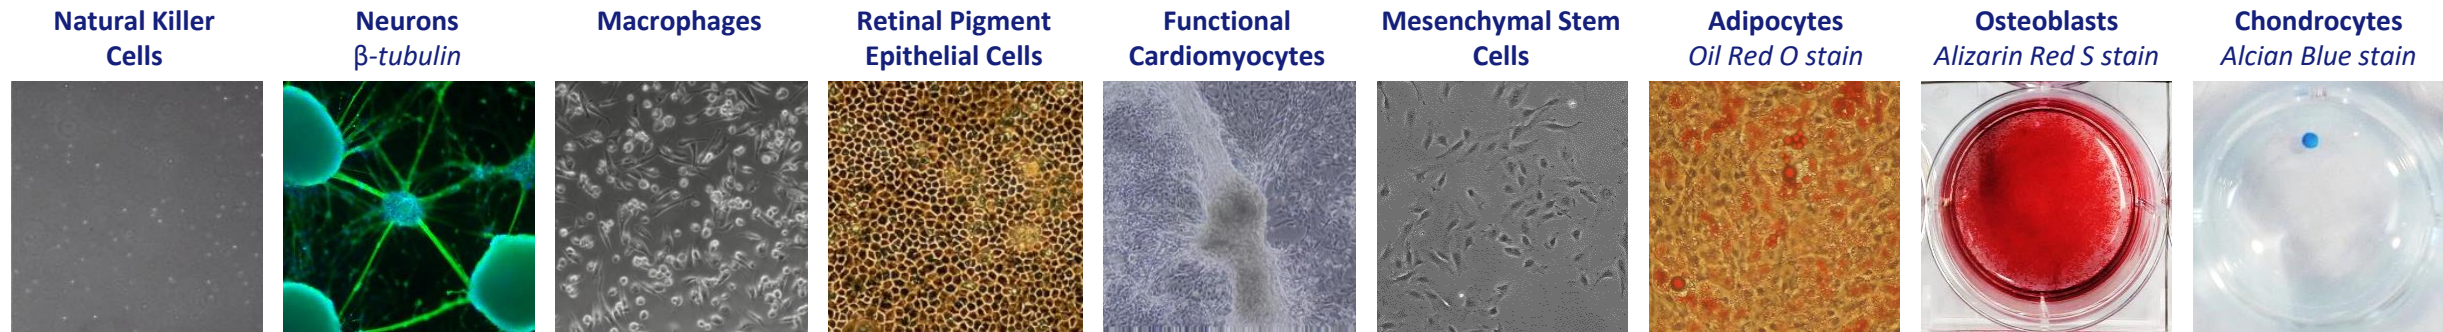 Natural Killer
Cells
Neurons
β-tubulin
Macrophages
Retinal Pigment
Epithelial Cells
Functional
Cardiomyocytes
Mesenchymal Stem
Cells
Adipocytes
Oil Red O stain
Osteoblasts
Alizarin Red S stain
Chondrocytes
Alcian Blue stain